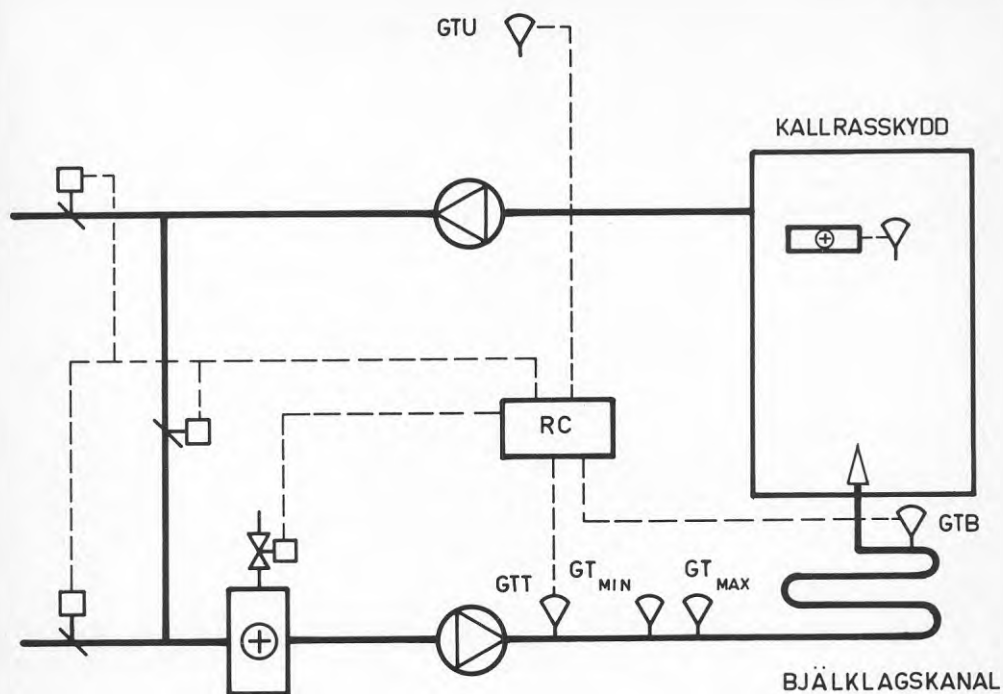 GTU
KALLRASSKYDD
RC
GTB
GTT
GT MIN
GT MAX
BJÄLKLAGSKANAL